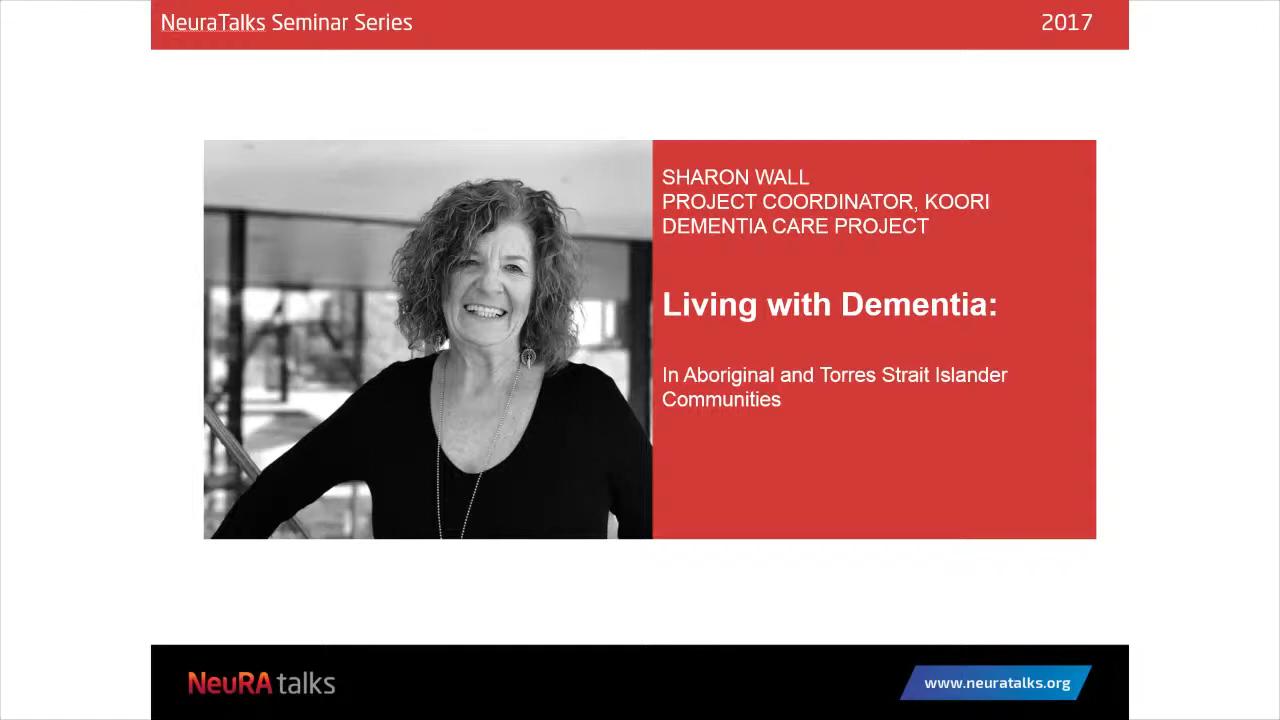 NeuraTalks Seminar Series
2017
SHARON WALL
PROJECT COORDINATOR, KOORI
DEMENTIA CARE PROJECT
Living with Dementia:
In Aboriginal and Torres Strait Islander
Communities
NeuRA talks
www.neuratalks.org